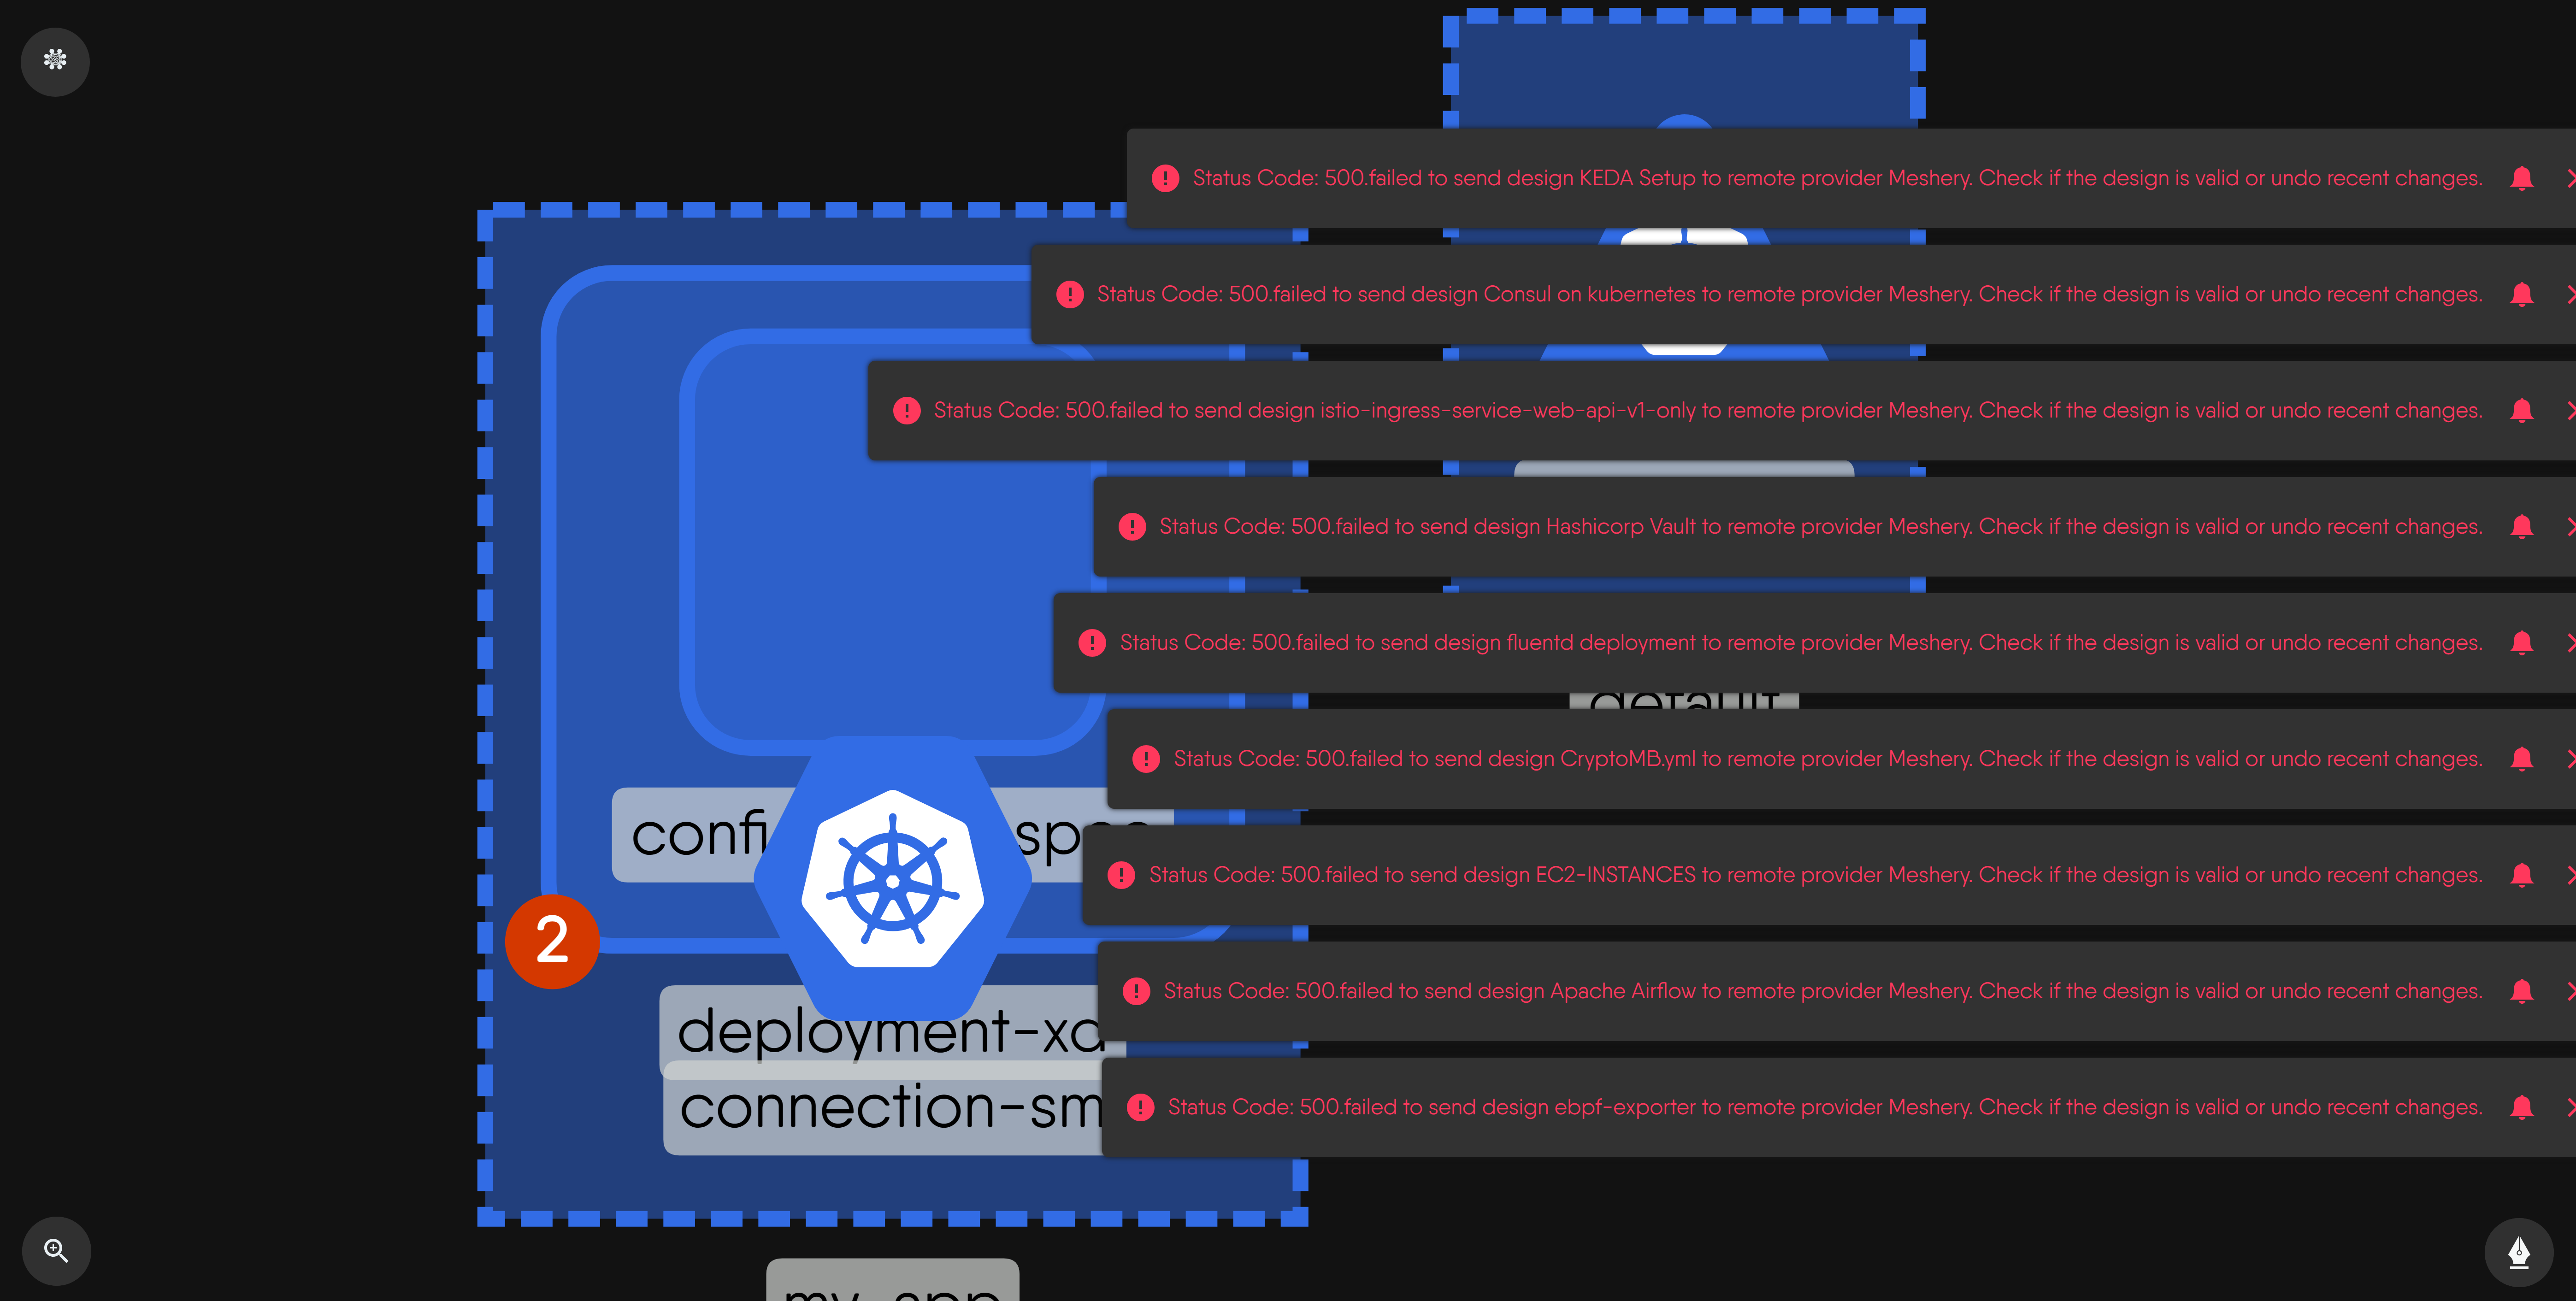 Status Code: 500.failed to send design KEDA Setup to remote provider Meshery. Check if the design is valid or undo recent changes.
Status Code: 500.failed to send design Consul on kubernetes to remote provider Meshery. Check if the design is valid or undo recent changes.
Status Code: 500.failed to send design istio-ingress-service-web-api-v1-only to remote provider Meshery. Check if the design is valid or undo recent changes.
Status Code: 500.failed to send design Hashicorp Vault to remote provider Meshery. Check if the design is valid or undo recent changes.
Status Code: 500.failed to send design fluentd deployment to remote provider Meshery. Check if the design is valid or undo recent changes.
default
Status Code: 500.failed to send design CryptoMB.yml to remote provider Meshery. Check if the design is valid or undo recent changes.
Status Code: 500.failed to send design EC2-INSTANCES to remote provider Meshery. Check if the design is valid or undo recent changes.
2
Status Code: 500.failed to send design Apache Airflow to remote provider Meshery. Check if the design is valid or undo recent changes.
deployment-xa
connection-sm
Status Code: 500.failed to send design ebpf-exporter to remote provider Meshery. Check if the design is valid or undo recent changes.